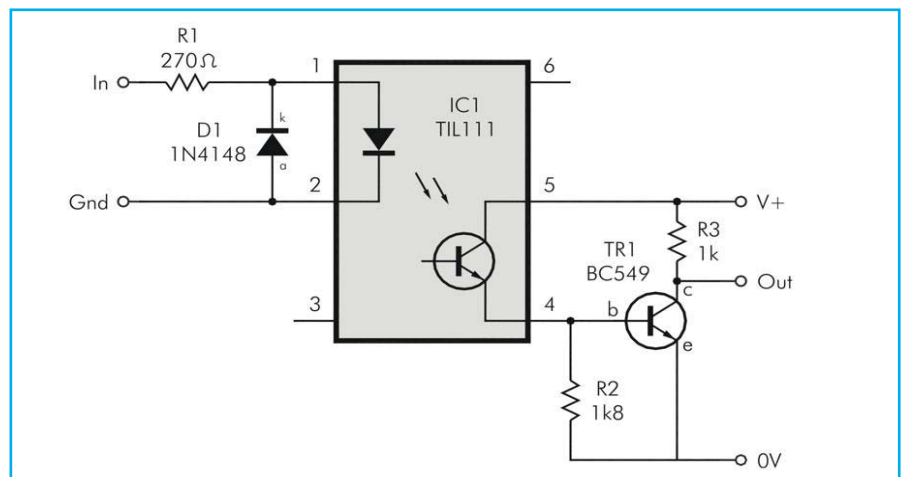 R1
270Ω
In
1
6
IC1
TIL111
D1
1N4148
k
a
Gnd
2
5
V+
R3
1k
TR1
BC549
Out
c
3
4
b
e
R2
1k8
0V